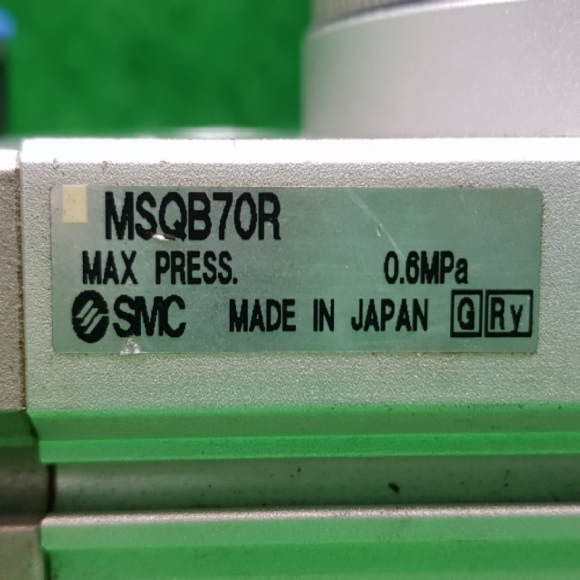 MSQB70R
MAX PRESS. 0.6MPa
SMC MADE IN JAPAN G Ry